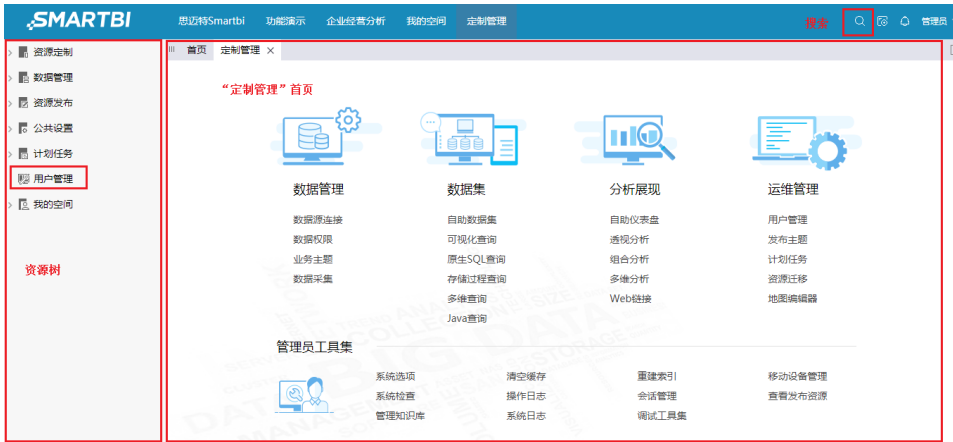 SMARTBI 思迈特Smartbi 功能演示 企业经营分析 我的空间 定制管理 搜全 管理员
资源定制
数据管理
资源发布
公共设置
计划任务
用户管理
我的空间
资源树
首页 定制管理
“定制管理”首页
数据管理 数据集 分析展现 运维管理
数据源连接 自助数据集 自助仪表盘 用户管理
数据权限 可视化查询 透视分析 发布主题
业务主题 原生SQL查询 组合分析 计划任务
数据采集 存储过程查询 多维分析 资源迁移
多维查询 Web链接 地图编辑器
Java查询
管理员工具集
系统选项 清空缓存 重建索引 移动设备管理
系统检查 操作日志 会话管理 查看发布资源
管理知识库 系统日志 调试工具集
BIG DATA